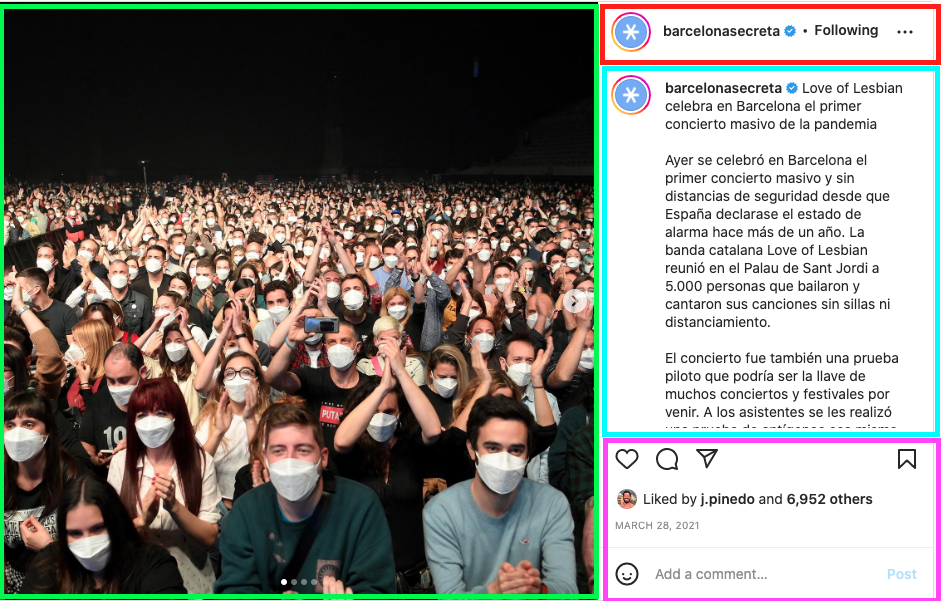 barcelonasecreta • Following
barcelonasecreta Love of Lesbian
celebra en Barcelona el primer
concierto masivo de la pandemia
Ayer se celebró en Barcelona el
primer concierto masivo y sin
distancias de seguridad desde que
España declarase el estado de
alarma hace más de un año. La
banda catalana Love of Lesbian
reunió en el Palau de Sant Jordi a
5.000 personas que bailaron y
cantaron sus canciones sin sillas ni
distanciamiento.
El concierto fue también una prueba
piloto que podría ser la llave de
muchos conciertos y festivales por
venir. A los asistentes se les realizó
Liked by j.pinedo and 6,952 others
MARCH 28, 2021
Add a comment... Post
PUTA
10